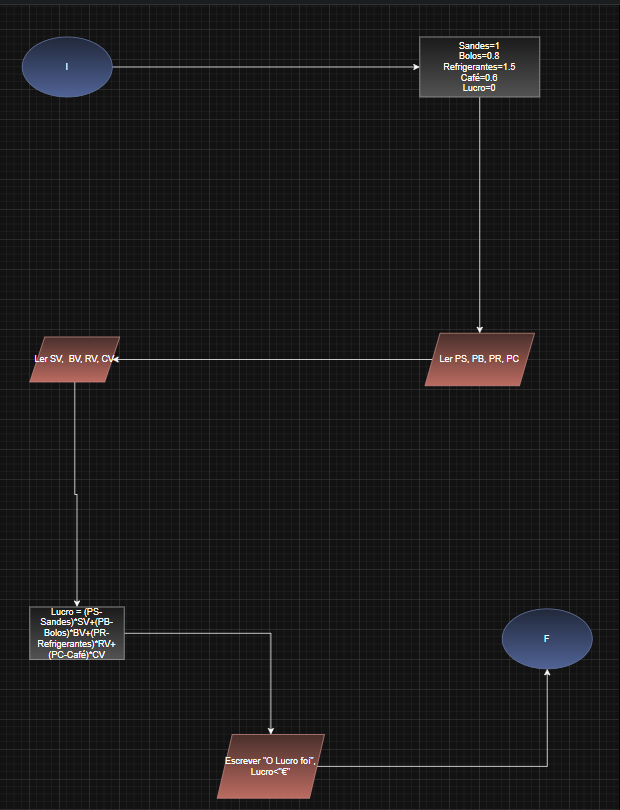 I
Sandes=1
Bolos=0.8
Refrigerantes=1.5
Café=0.6
Lucro=0
Ler PS, PB, PR, PC
Ler SV,  BV, RV, CV
Lucro = (PS-
Sandes)*SV+(PB-
Bolos)*BV+(PR-
Refrigerantes)*RV+
(PC-Café)*CV
Escrever "O Lucro foi",
Lucro<"€"
F